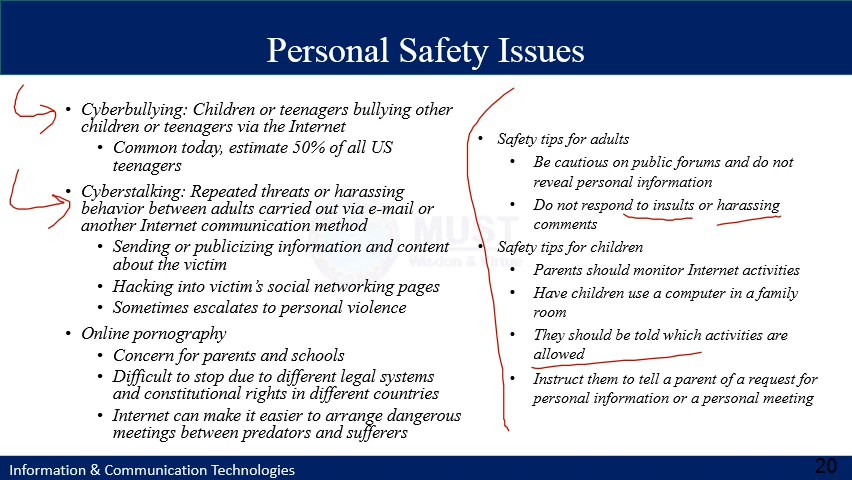 Personal Safety Issues
• Cyberbullying: Children or teenagers bullying other
children or teenagers via the Internet
• Common today, estimate 50% of all US
teenagers
• Cyberstalking: Repeated threats or harassing
behavior between adults carried out via e-mail or
another Internet communication method
• Sending or publicizing information and content
about the victim
• Hacking into victim's social networking pages
• Sometimes escalates to personal violence
• Online pornography
• Concern for parents and schools
• Difficult to stop due to different legal systems
and constitutional rights in different countries
• Internet can make it easier to arrange dangerous
meetings between predators and sufferers
• Safety tips for adults
• Be cautious on public forums and do not
reveal personal information
• Do not respond to insults or harassing
comments
• Safety tips for children
• Parents should monitor Internet activities
• Have children use a computer in a family
room
• They should be told which activities are
allowed
• Instruct them to tell a parent of a request for
personal information or a personal meeting
MUST
Wisdom & Virtue
Information & Communication Technologies
20